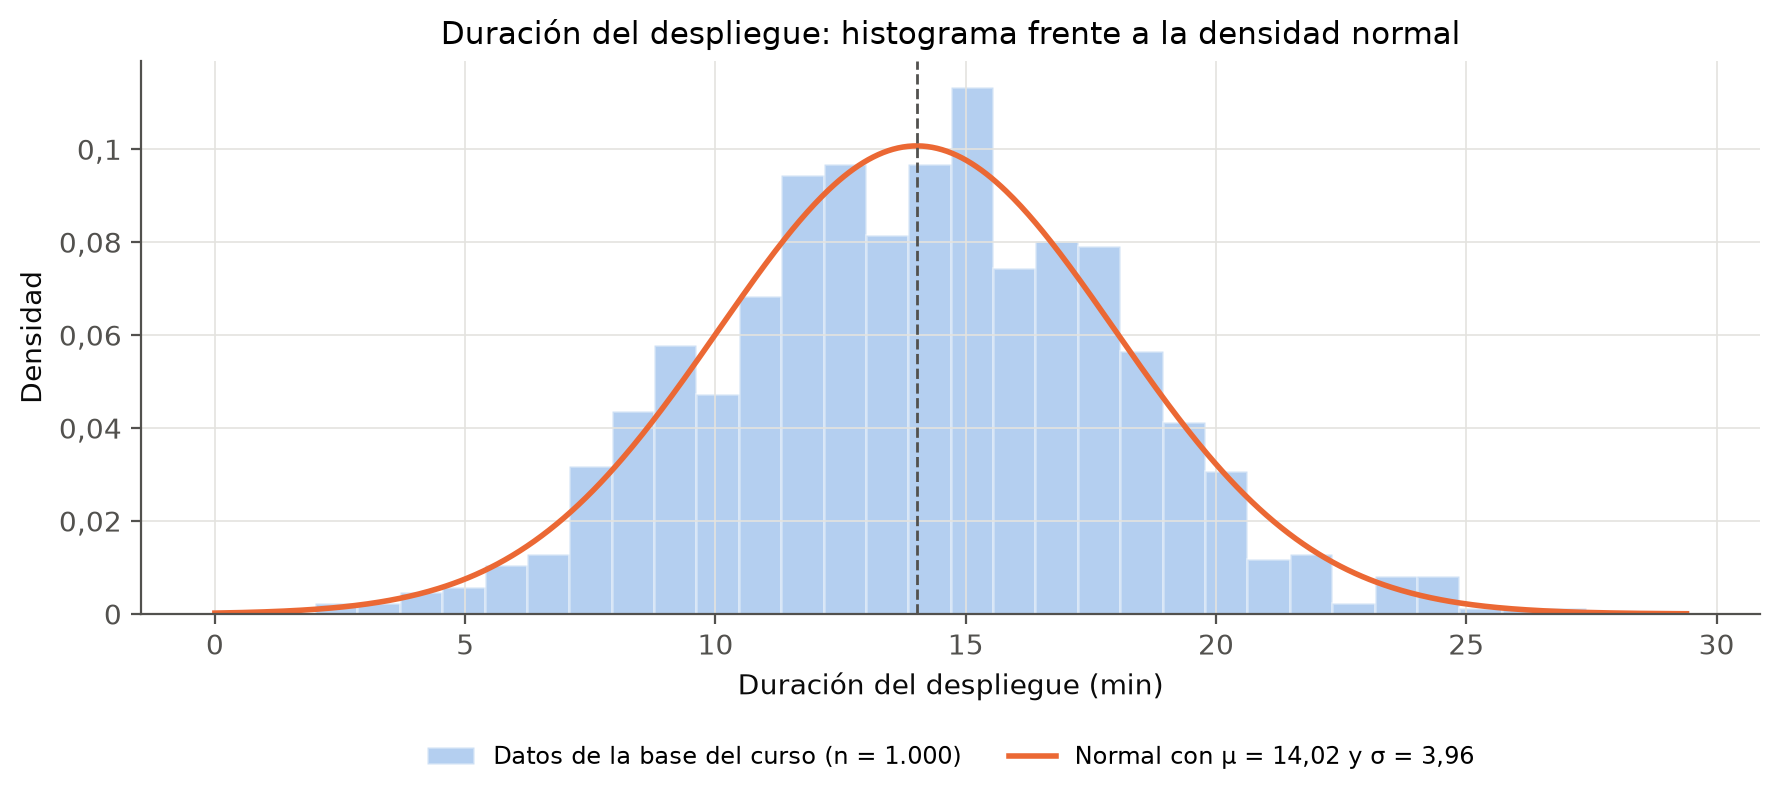 Duración del despliegue: histograma frente a la densidad normal
Densidad
0,1
0,08
0,06
0,04
0,02
0
0 5 10 15 20 25 30
Duración del despliegue (min)
Datos de la base del curso (n = 1.000) Normal con μ = 14,02 y σ = 3,96